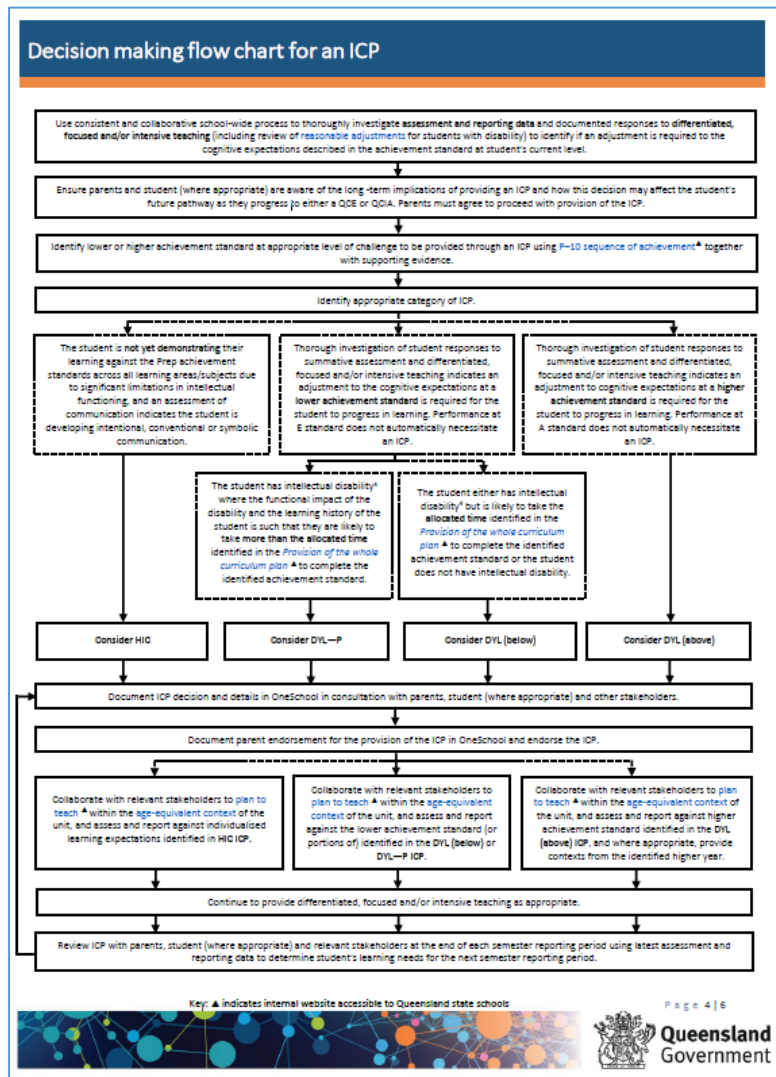 Decision making flow chart for an ICP
Use consistent and collaborative school-wide process to thoroughly investigate assessment and reporting data and documented responses to differentiated,
focused and/or intensive teaching (including review of reasonable adjustments for students with disability) to identify if an adjustment is required to the
cognitive expectations described in the achievement standard at student's current level.
Ensure parents and student (where appropriate) are aware of the long -term implications of providing an ICP and how this decision may affect the student's
future pathway as they progress to either a QCE or QCIA. Parents must agree to proceed with provision of the ICP.
Identify lower or higher achievement standard at appropriate level of challenge to be provided through an ICP using P–10 sequence of achievement▲ together
with supporting evidence.
Identify appropriate category of ICP.
The student is not yet demonstrating their
learning against the Prep achievement
standards across all learning areas/subjects due
to significant limitations in intellectual
functioning, and an assessment of
communication indicates the student is
developing intentional, conventional or symbolic
communication.
Thorough investigation of student responses to
summative assessment and differentiated,
focused and/or intensive teaching indicates an
adjustment to the cognitive expectations at a
lower achievement standard is required for
the student to progress in learning. Performance at
E standard does not automatically necessitate
an ICP.
Thorough investigation of student responses to
summative assessment and differentiated,
focused and/or intensive teaching indicates an
adjustment to cognitive expectations at a higher
achievement standard is required for the
student to progress in learning. Performance at
A standard does not automatically necessitate
an ICP.
The student has intellectual disability
where the functional impact of the
disability and the learning history of the
student is such that they are likely to
take more than the allocated time
identified in the Provision of the whole
curriculum plan ▲ to complete the
identified achievement standard.
The student either has intellectual
disability but is likely to take the
allocated time identified in the
Provision of the whole curriculum
plan ▲ to complete the identified
achievement standard or the student
does not have intellectual disability.
Consider HIC
Consider DYL—P
Consider DYL (below)
Consider DYL (above)
Document ICP decision and details in OneSchool in consultation with parents, student (where appropriate) and other stakeholders.
Document parent endorsement for the provision of the ICP in OneSchool and endorse the ICP.
Collaborate with relevant stakeholders to plan to
teach ▲ within the age-equivalent context of the
unit, and assess and report against individualised
learning expectations identified in HIC ICP.
Collaborate with relevant stakeholders to
plan to teach ▲ within the age-equivalent
context of the unit, and assess and report
against the lower achievement standard (or
portions of) identified in the DYL (below) or
DYL—P ICP.
Collaborate with relevant stakeholders to plan to
teach ▲ within the age-equivalent context of
the unit, and assess and report against higher
achievement standard identified in the DYL
(above) ICP, and where appropriate, provide
contexts from the identified higher year.
Continue to provide differentiated, focused and/or intensive teaching as appropriate.
Review ICP with parents, student (where appropriate) and relevant stakeholders at the end of each semester reporting period using latest assessment and
reporting data to determine student's learning needs for the next semester reporting period.
Key: ▲ indicates internal website accessible to Queensland state schools
Page 4 | 6
Queensland
Government